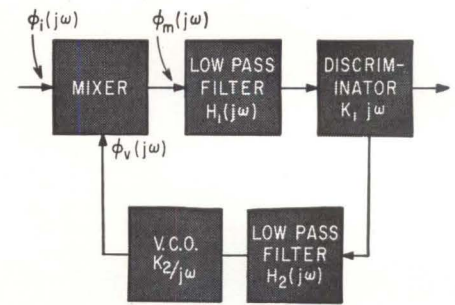 ϕi(jω)
ϕm(jω)
MIXER
LOW PASS
FILTER
H1(jω)
DISCRIM-
INATOR
K1 jω
ϕv(jω)
V.C.O.
K2/jω
LOW PASS
FILTER
H2(jω)